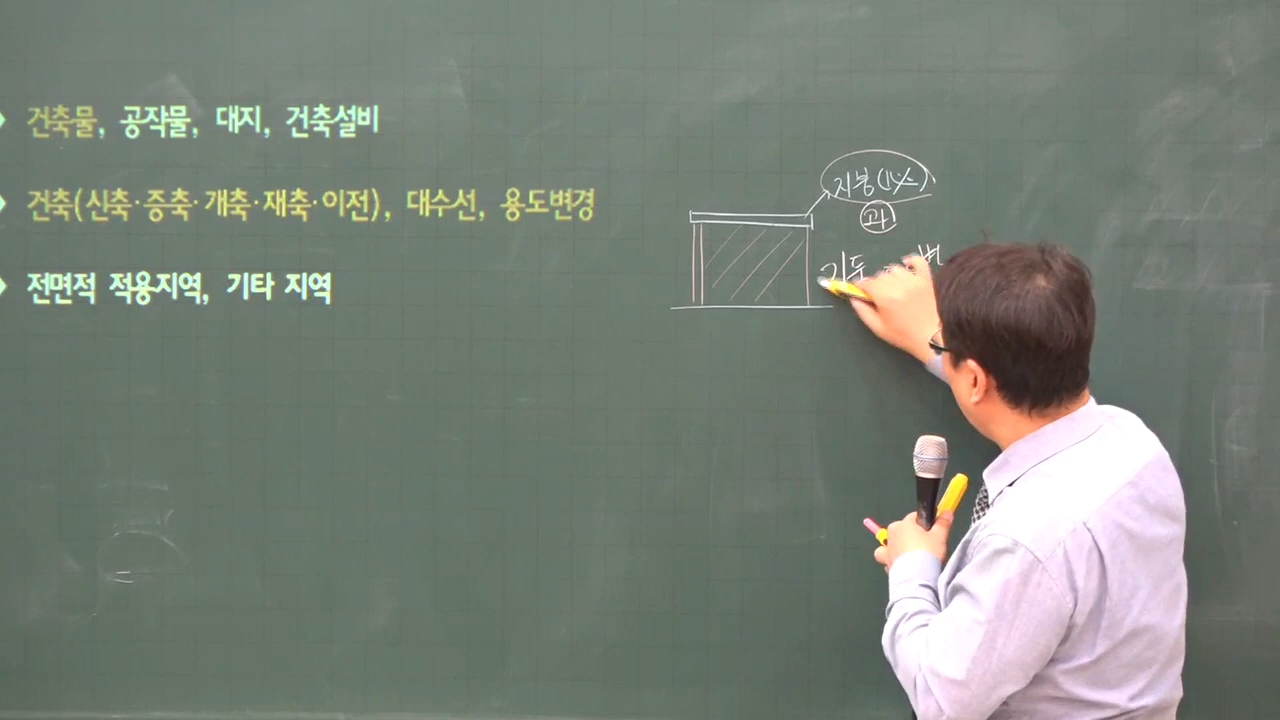 건축물, 공작물, 대지, 건축설비
건축(신축·증축·개축·재축·이전), 대수선, 용도변경
전면적 적용지역, 기타 지역
지붕
과
기둥 벽